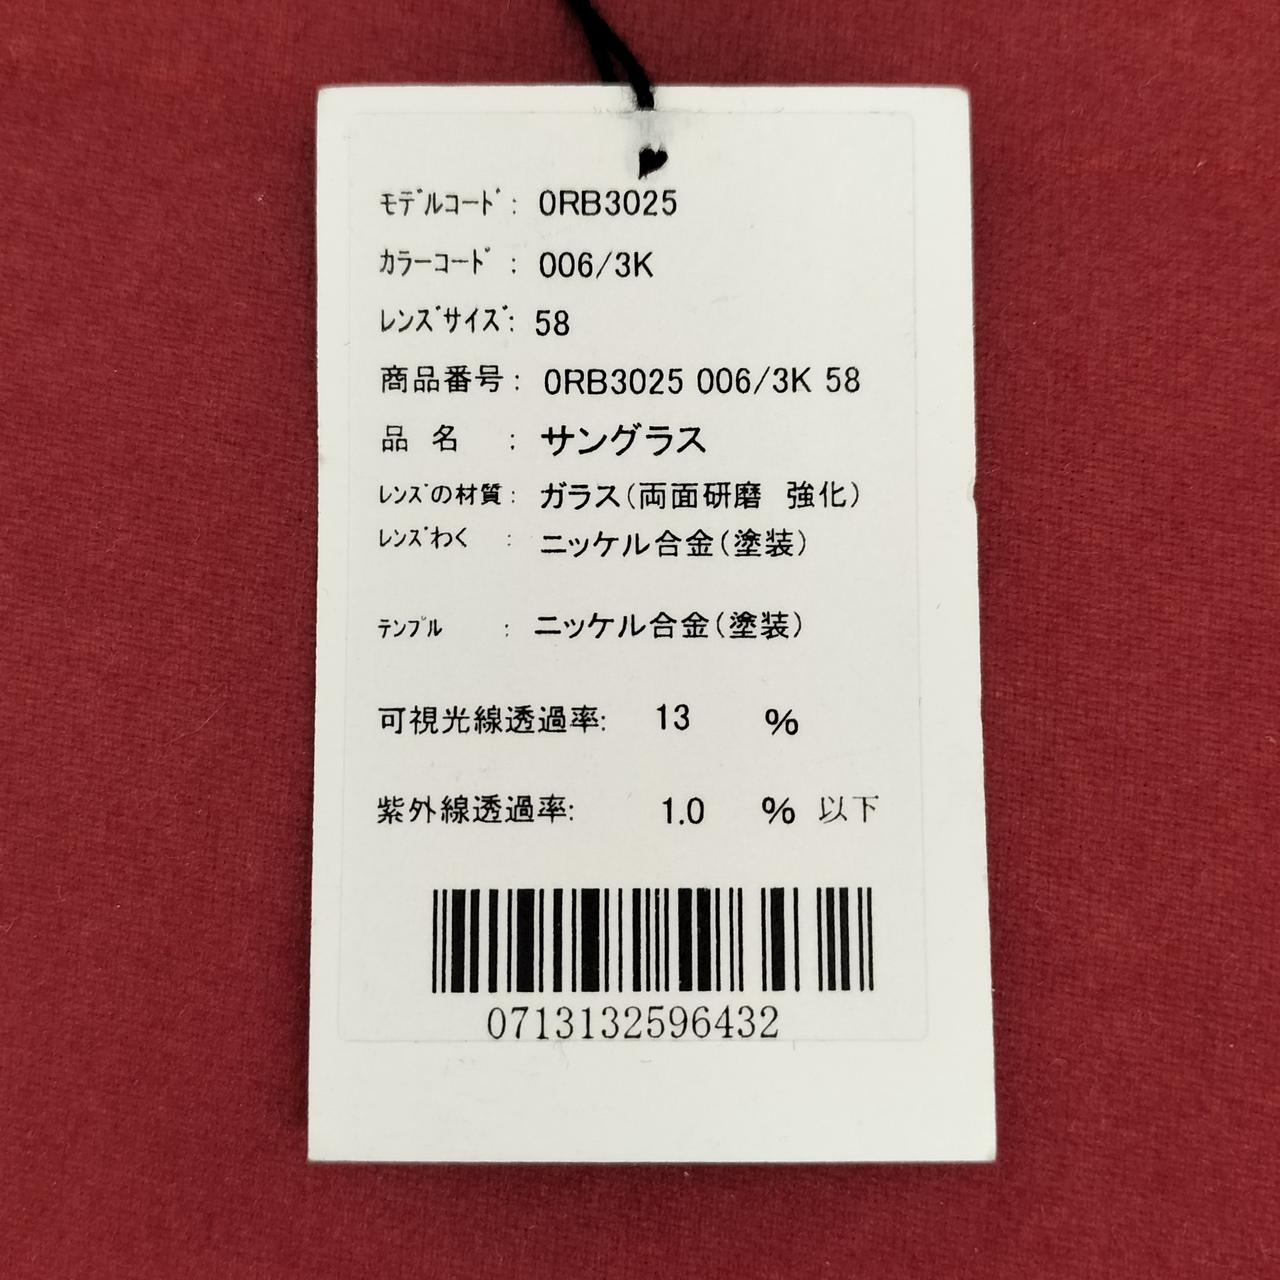 ﾓﾃﾞﾙｺｰﾄﾞ : 0RB3025
ｶﾗｰｺｰﾄﾞ : 006/3K
ﾚﾝｽﾞｻｲｽﾞ: 58
商品番号 : 0RB3025 006/3K 58
品 名 : サングラス
ﾚﾝｽﾞの材質 : ガラス(両面研磨 強化)
ﾚﾝｽﾞわく : ニッケル合金(塗装)
ﾃﾝﾌﾟﾙ : ニッケル合金(塗装)
可視光線透過率: 13 %
紫外線透過率: 1.0 % 以下
0713132596432